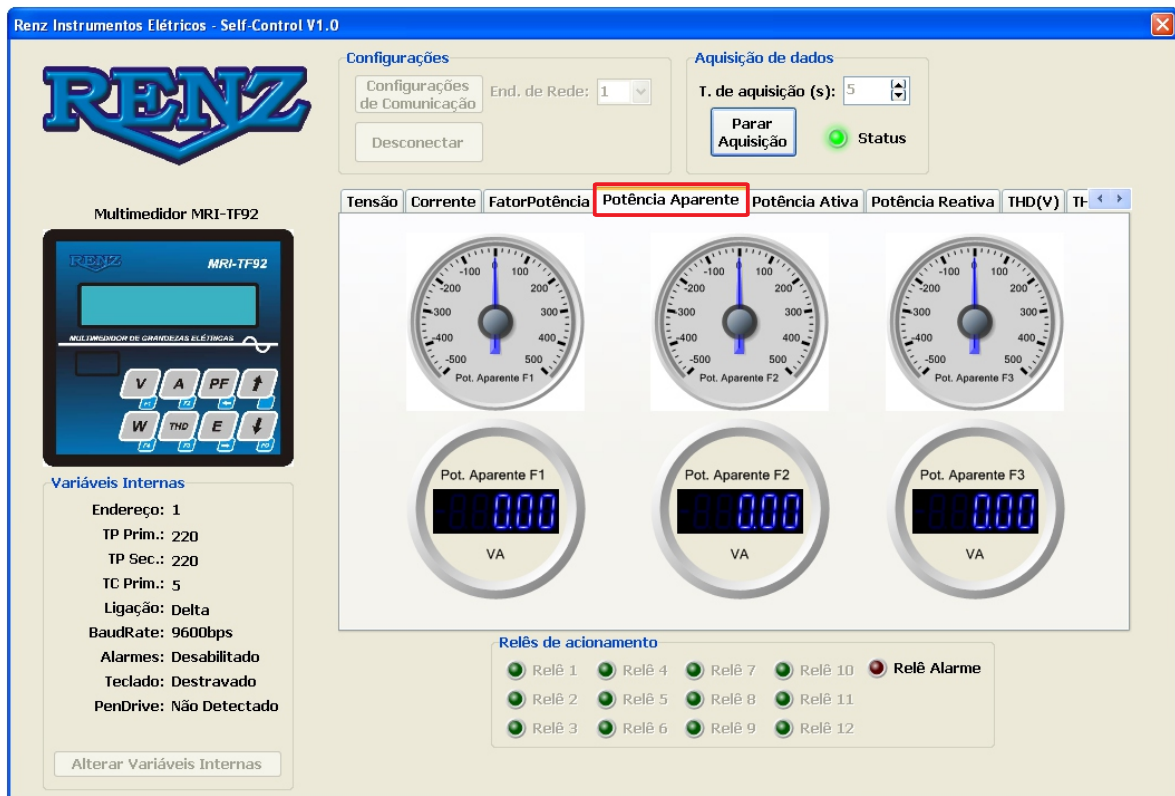 Renz Instrumentos Elétricos - Self-Control V1.0
RENZ
Configurações
Configurações de Comunicação
End. de Rede: 1
Desconectar
Aquisição de dados
T. de aquisição (s): 5
Parar Aquisição
Status
Multimedidor MRI-TF92
RENZ
MRI-TF92
MULTIMEDIDOR DE GRANDEZAS ELÉTRICAS
V A PF
F1 F2
W THD E
F4 F5
Tensão Corrente FatorPotência Potência Aparente Potência Ativa Potência Reativa THD(V) TH
-500 -400 -300 -200 -100 0 100 200 300 400 500
Pot. Aparente F1
-500 -400 -300 -200 -100 0 100 200 300 400 500
Pot. Aparente F2
-500 -400 -300 -200 -100 0 100 200 300 400 500
Pot. Aparente F3
Pot. Aparente F1
0.00
VA
Pot. Aparente F2
0.00
VA
Pot. Aparente F3
0.00
VA
Variáveis Internas
Endereço: 1
TP Prim.: 220
TP Sec.: 220
TC Prim.: 5
Ligação: Delta
BaudRate: 9600bps
Alarmes: Desabilitado
Teclado: Destravado
PenDrive: Não Detectado
Alterar Variáveis Internas
Relês de acionamento
Relê 1 Relê 4 Relê 7 Relê 10 Relê Alarme
Relê 2 Relê 5 Relê 8 Relê 11
Relê 3 Relê 6 Relê 9 Relê 12